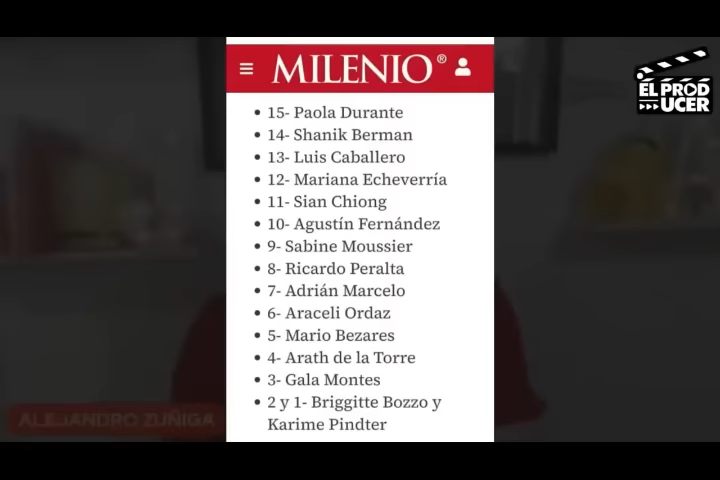 MILENIO®
EL PROD
UCER
• 15- Paola Durante
• 14- Shanik Berman
• 13- Luis Caballero
• 12- Mariana Echeverría
• 11- Sian Chiong
• 10- Agustín Fernández
• 9- Sabine Moussier
• 8- Ricardo Peralta
• 7- Adrián Marcelo
• 6- Araceli Ordaz
• 5- Mario Bezares
• 4- Arath de la Torre
• 3- Gala Montes
• 2 y 1- Briggitte Bozzo y
Karime Pindter
ALEJANDRO ZUÑIGA